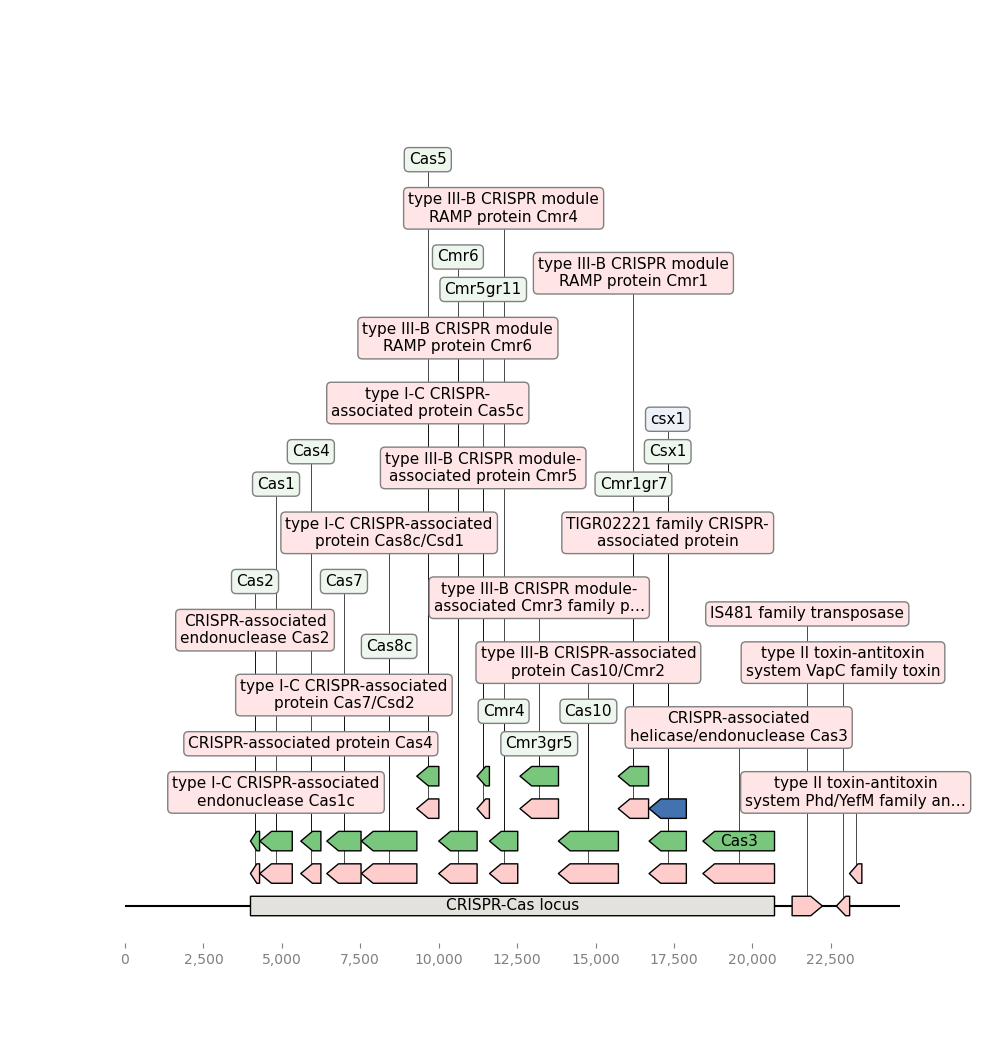 Cas5
type III-B CRISPR module
RAMP protein Cmr4
Cmr6
type III-B CRISPR module
RAMP protein Cmr1
Cmr5gr11
type III-B CRISPR module
RAMP protein Cmr6
type I-C CRISPR-
associated protein Cas5c
csx1
Cas4
Csx1
type III-B CRISPR module-
associated protein Cmr5
Cas1
Cmr1gr7
type I-C CRISPR-associated
protein Cas8c/Csd1
TIGR02221 family CRISPR-
associated protein
Cas2
Cas7
type III-B CRISPR module-
associated Cmr3 family p...
IS481 family transposase
CRISPR-associated
endonuclease Cas2
Cas8c
type III-B CRISPR-associated
protein Cas10/Cmr2
type II toxin-antitoxin
system VapC family toxin
type I-C CRISPR-associated
protein Cas7/Csd2
Cmr4
Cas10
CRISPR-associated
helicase/endonuclease Cas3
CRISPR-associated protein Cas4
Cmr3gr5
type I-C CRISPR-associated
endonuclease Cas1c
type II toxin-antitoxin
system Phd/YefM family an...
Cas3
CRISPR-Cas locus
0 2,500 5,000 7,500 10,000 12,500 15,000 17,500 20,000 22,500